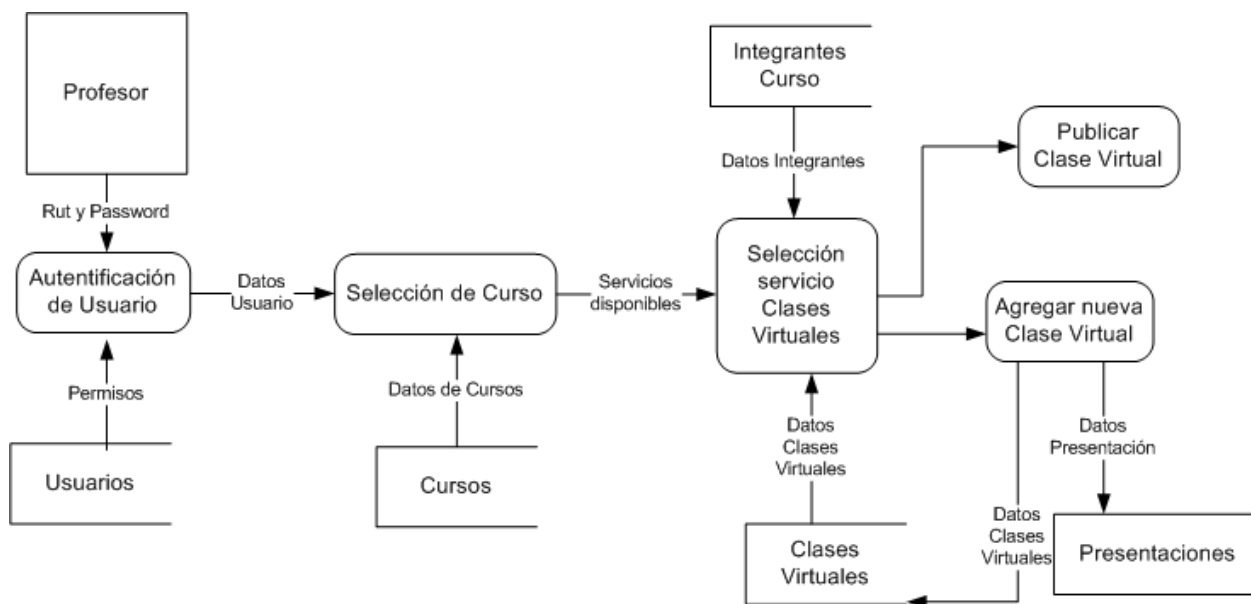 Profesor
Integrantes
Curso
Publicar
Clase Virtual
Datos Integrantes
Rut y Password
Autentificación
de Usuario
Datos
Usuario
Selección de Curso
Servicios
disponibles
Selección
servicio
Clases
Virtuales
Agregar nueva
Clase Virtual
Permisos
Datos de Cursos
Datos
Clases
Virtuales
Datos
Presentación
Usuarios
Cursos
Clases
Virtuales
Datos
Clases
Virtuales
Presentaciones